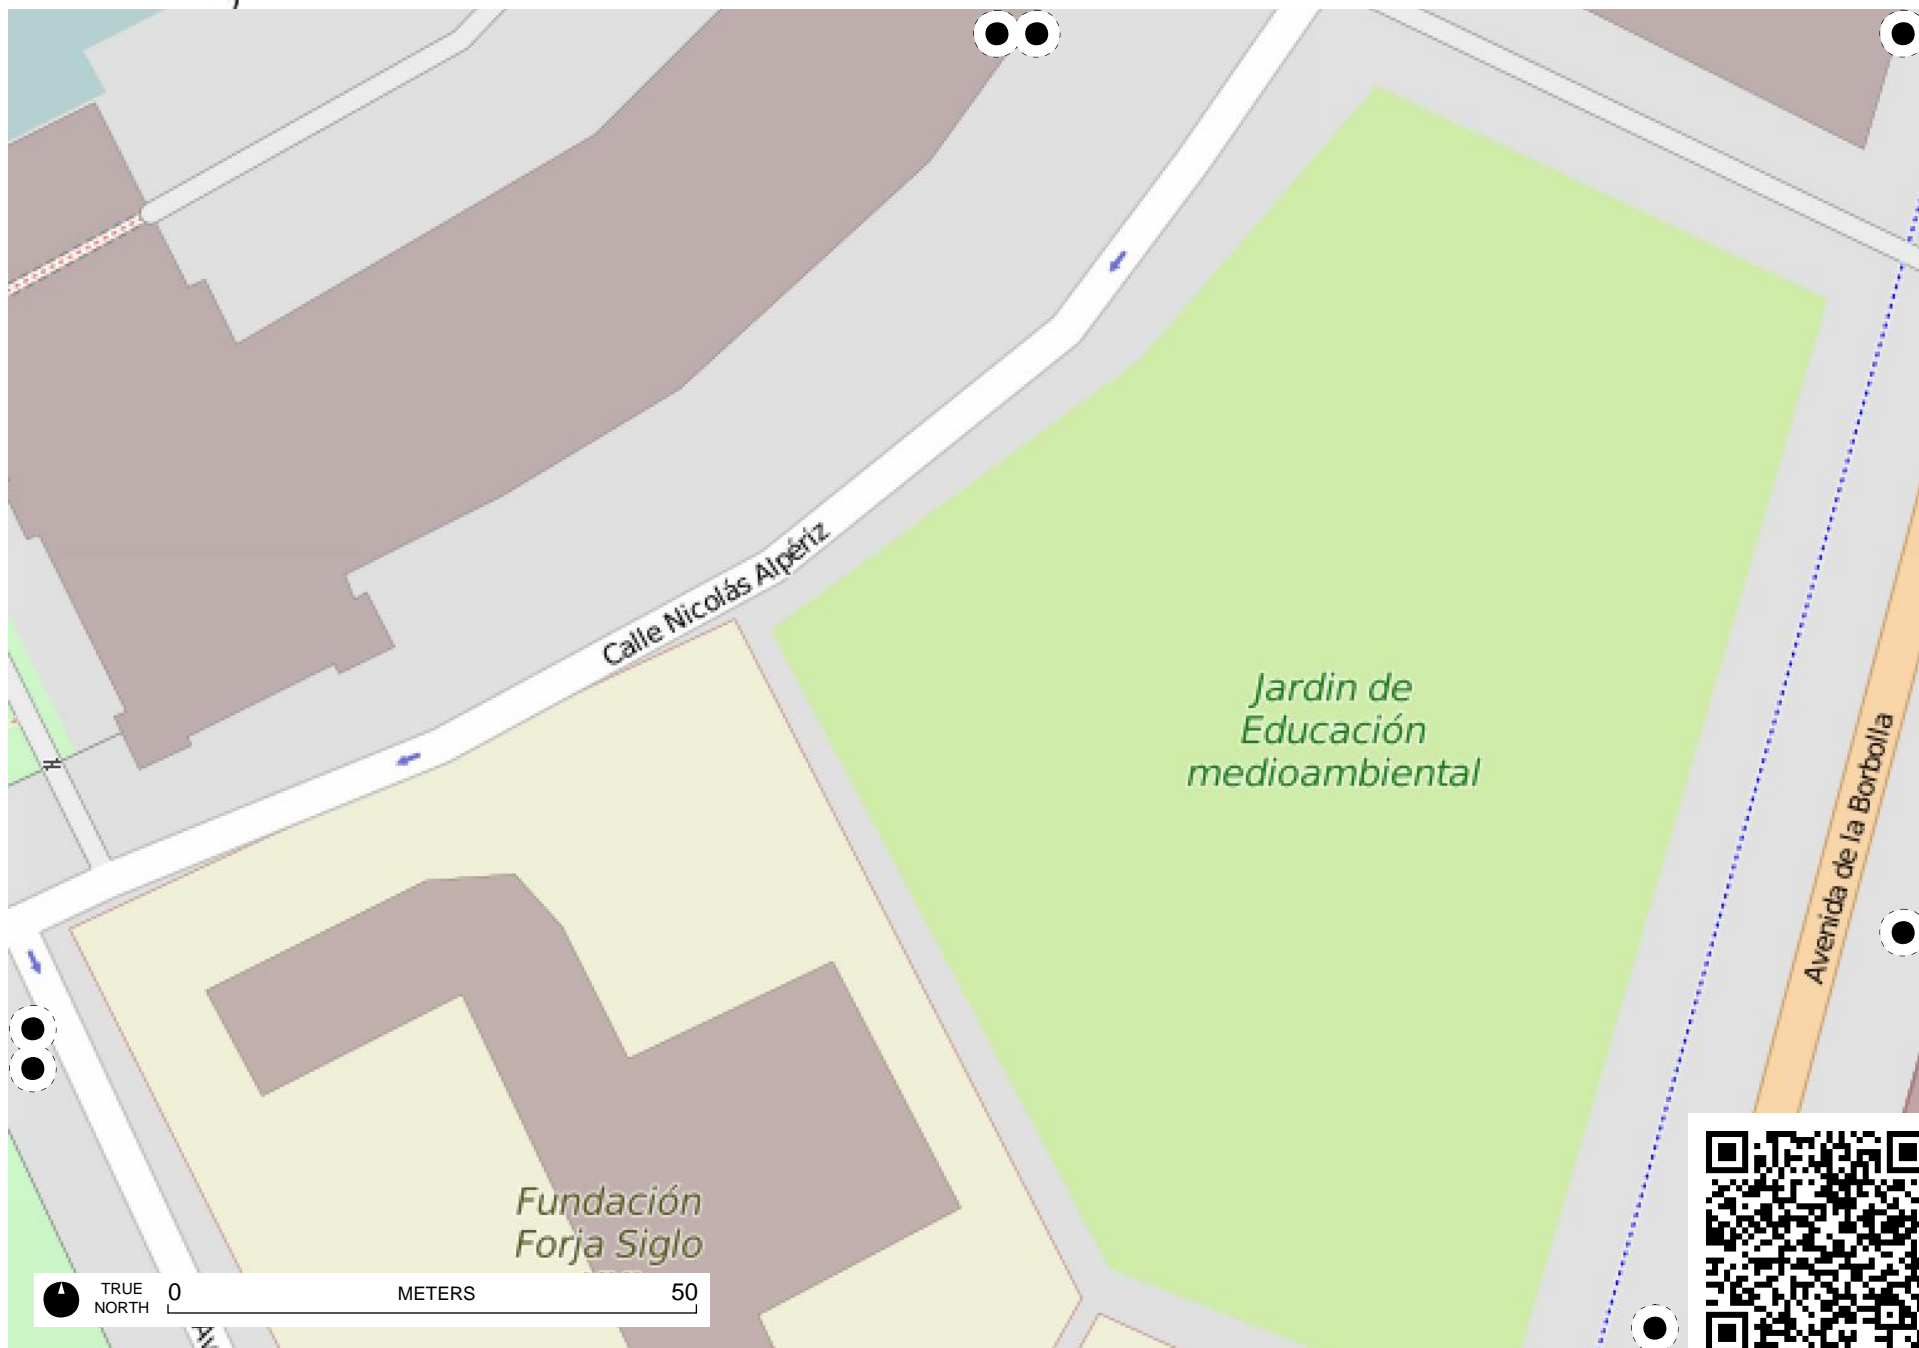 Calle Nicolás Alpériz
Jardin de
Educación
medioambiental
Avenida de la Borbolla
Fundación
Forja Siglo
TRUE
NORTH
0
METERS
50
Av